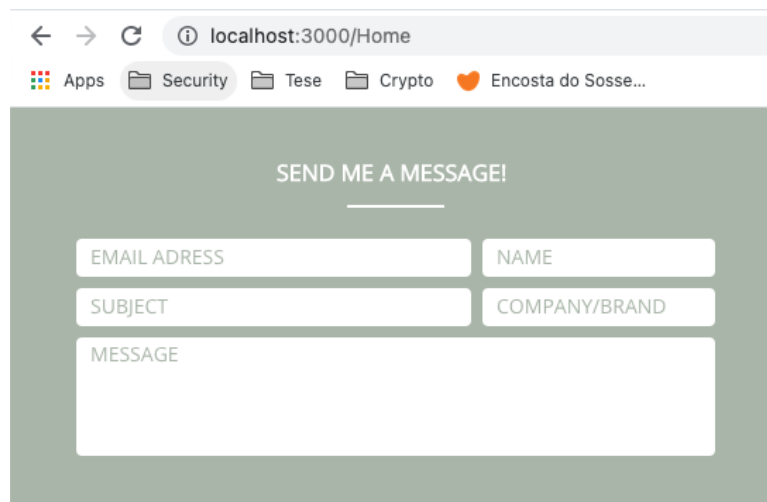 localhost:3000/Home
Apps Security Tese Crypto Encosta do Sosse...
SEND ME A MESSAGE!
EMAIL ADRESS NAME
SUBJECT COMPANY/BRAND
MESSAGE